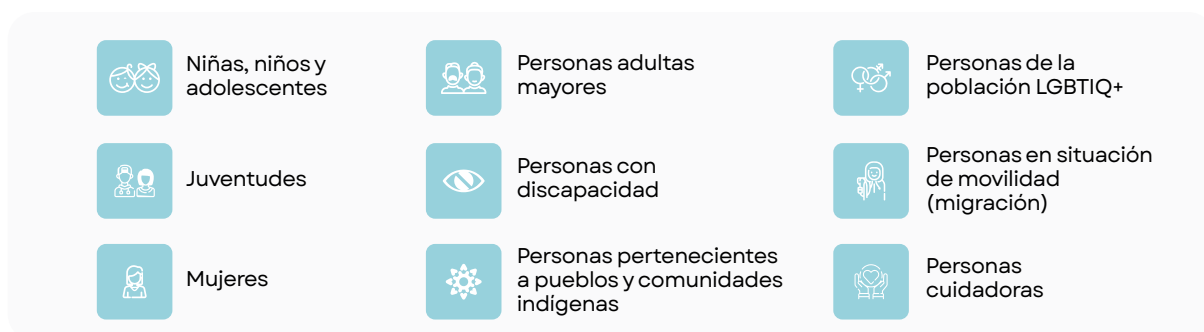 Niñas, niños y
adolescentes
Juventudes
Mujeres
Personas adultas
mayores
Personas con
discapacidad
Personas pertenecientes
a pueblos y comunidades
indígenas
Personas de la
población LGBTIQ+
Personas en situación
de movilidad
(migración)
Personas
cuidadoras